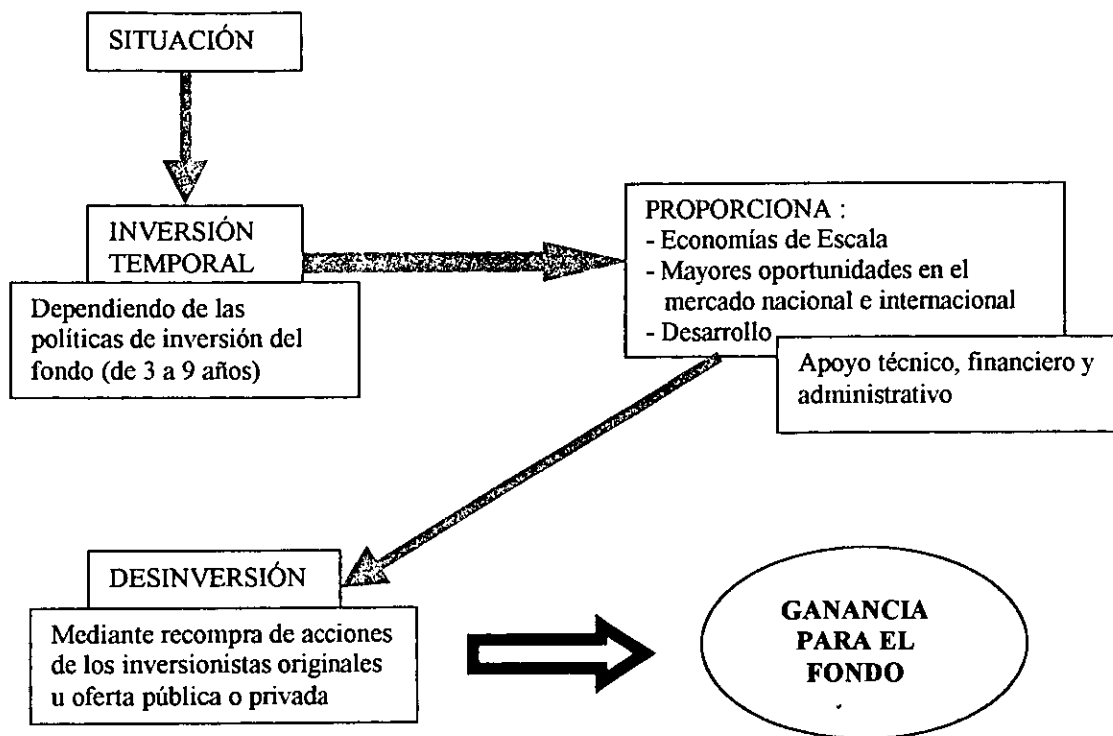 SITUACIÓN
INVERSIÓN
TEMPORAL
Dependiendo de las
políticas de inversión del
fondo (de 3 a 9 años)
PROPORCIONA :
- Economías de Escala
- Mayores oportunidades en el
mercado nacional e internacional
- Desarrollo
Apoyo técnico, financiero y
administrativo
DESINVERSIÓN
Mediante recompra de acciones
de los inversionistas originales
u oferta pública o privada
GANANCIA
PARA EL
FONDO